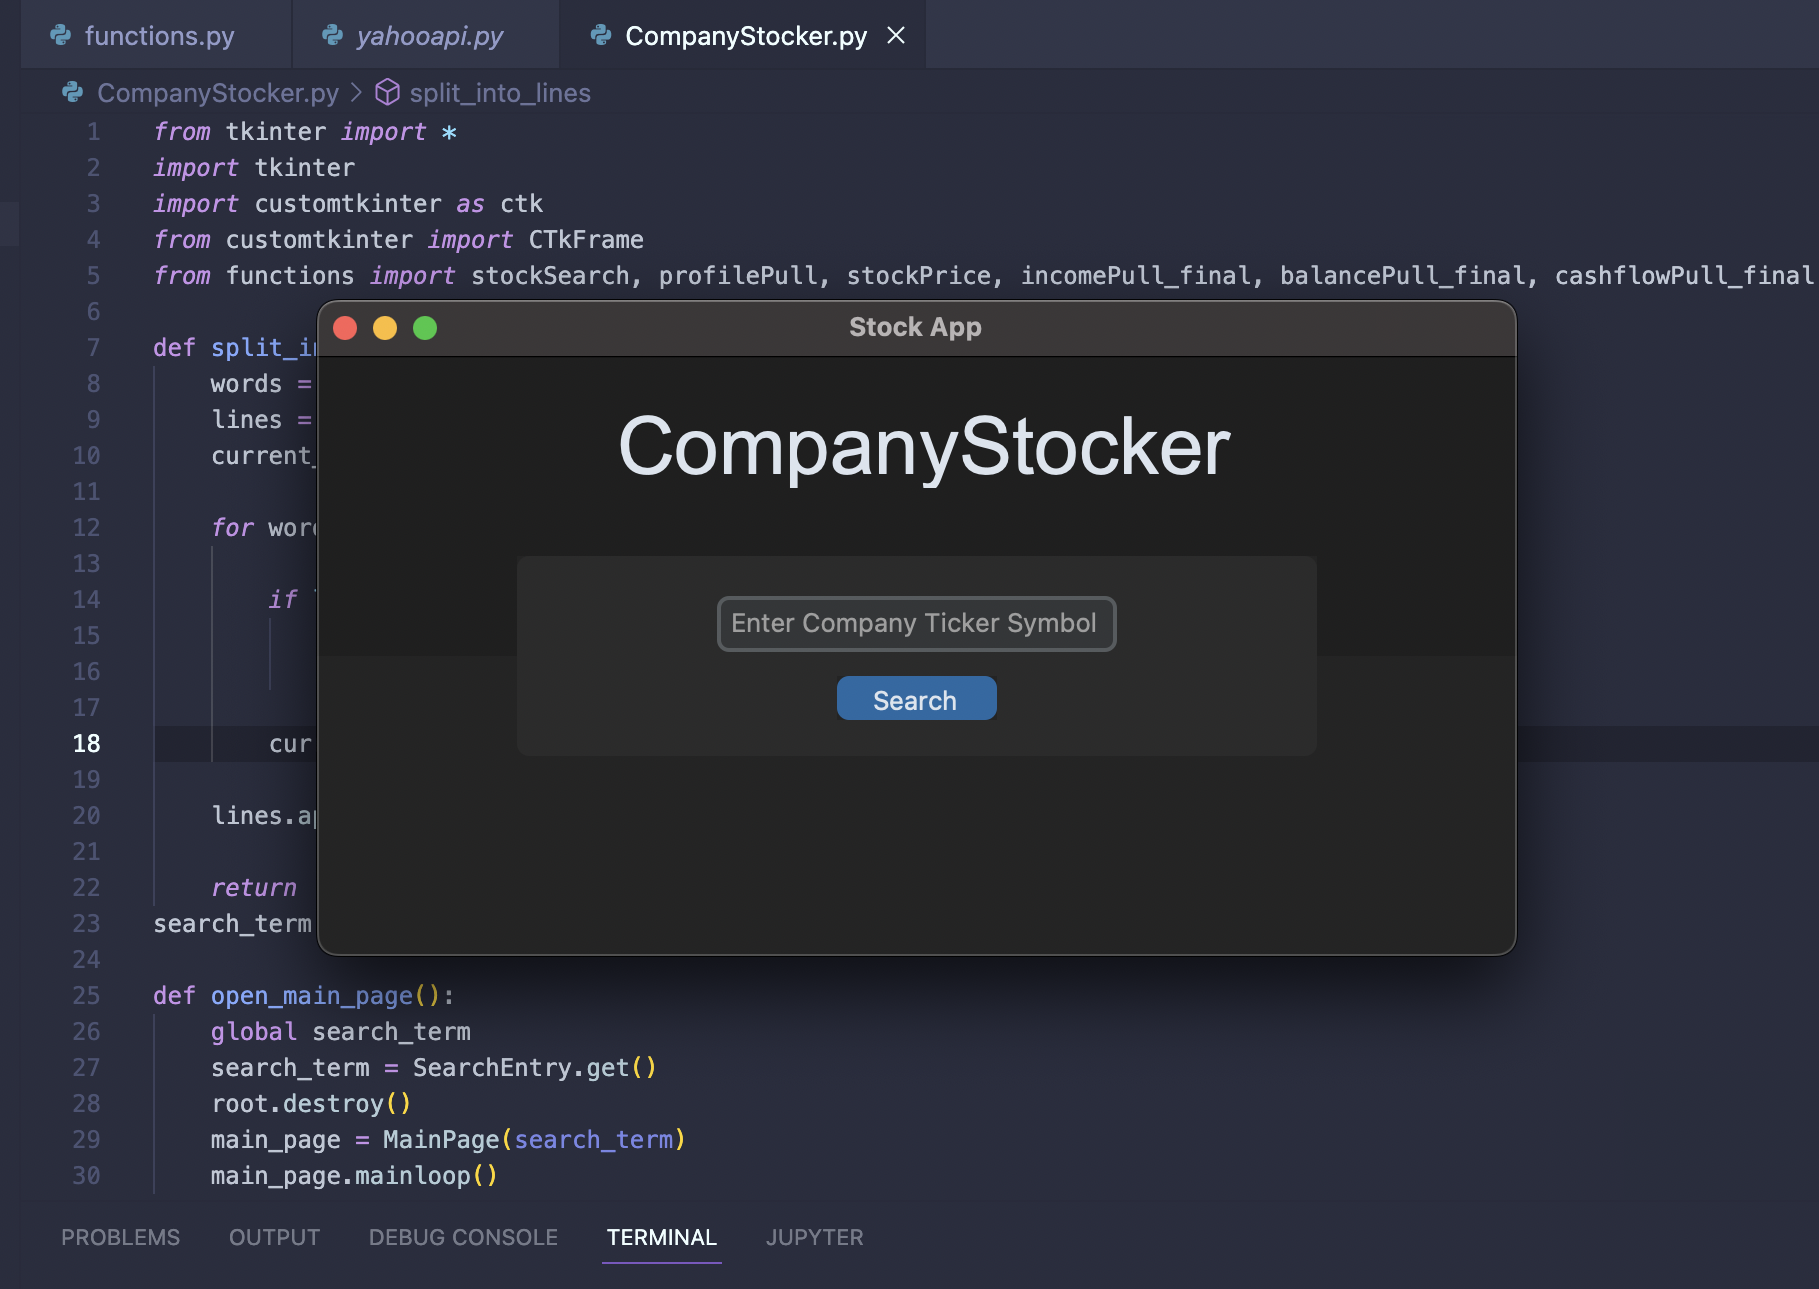 functions.py yahooapi.py CompanyStocker.py
CompanyStocker.py > split_into_lines
1 from tkinter import *
2 import tkinter
3 import customtkinter as ctk
4 from customtkinter import CTkFrame
5 from functions import stockSearch, profilePull, stockPrice, incomePull_final, balancePull_final, cashflowPull_final
6
7 def
8 words =
9 lines =
10 current_
11
12 for
13
14 if
15
16
17
18 cur
19
20 lines.
21
22 return
23 search_term
24
25 def open_main_page():
26 global search_term
27 search_term = SearchEntry.get()
28 root.destroy()
29 main_page = MainPage(search_term)
30 main_page.mainloop()
Stock App
CompanyStocker
Enter Company Ticker Symbol
Search
PROBLEMS OUTPUT DEBUG CONSOLE TERMINAL JUPYTER